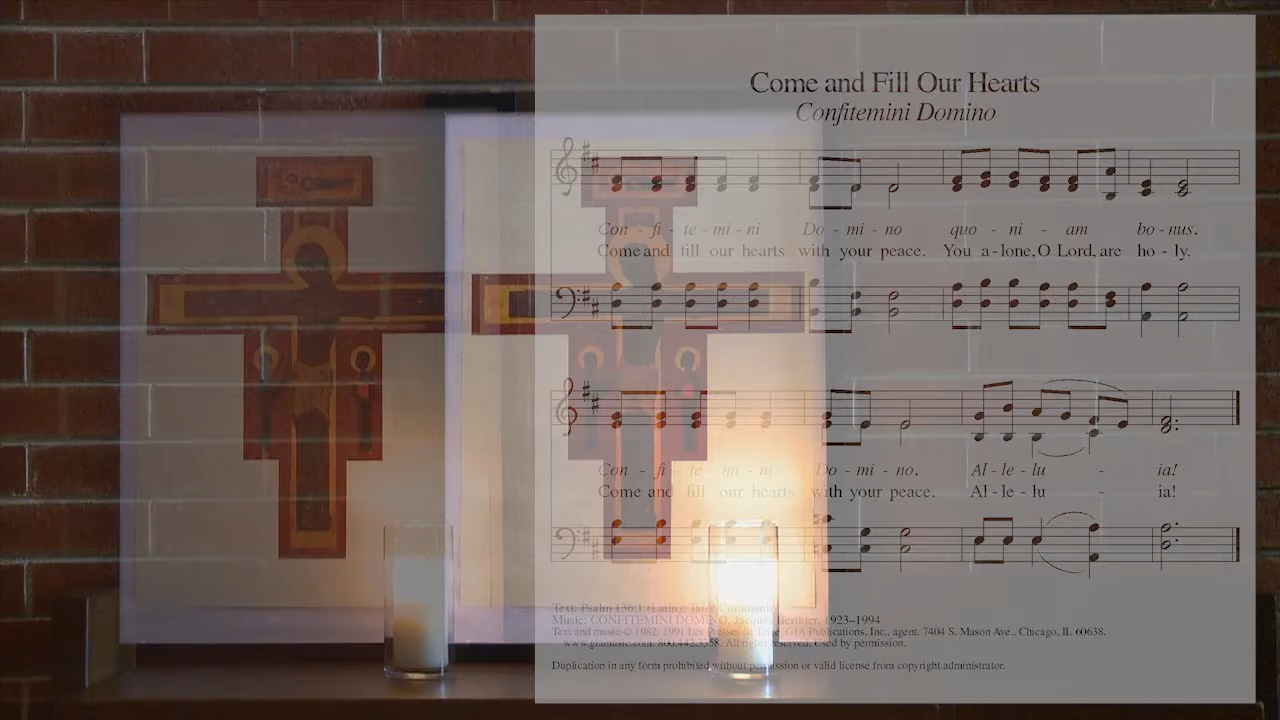 Come and Fill Our Hearts
Confitemini Domino
Con - fi - te - mi - ni Do - mi - no quo - ni - am bo - nus.
Come and fill our hearts with your peace. You a - lone, O Lord, are ho - ly.
Con - fi - te - mi - ni Do - mi - no. Al - le - lu - ia!
Come and fill our hearts with your peace. Al - le - lu - ia!
Text: Psalm 136:1 (Latin); Taizé Community
Music: CONFITEMINI DOMINO, Jacques Berthier, 1923–1994
Text and music © 1982, 1991 Les Presses de Taizé, GIA Publications, Inc., agent. 7404 S. Mason Ave., Chicago, IL 60638.
www.giamusic.com. 800.442.3358. All rights reserved. Used by permission.
Duplication in any form prohibited without permission or valid license from copyright administrator.